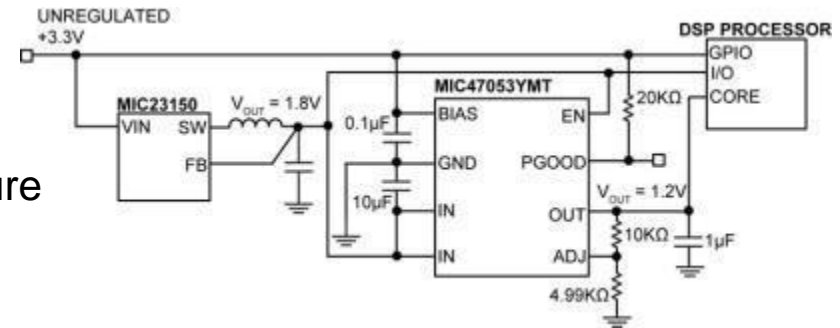 UNREGULATED
+3.3V
DSP PROCESSOR
GPIO
I/O
CORE
MIC23150
VOUT = 1.8V
VIN
SW
FB
MIC47053YMT
0.1µF
BIAS
EN
20KΩ
GND
PGOOD
10µF
IN
VOUT = 1.2V
OUT
10KΩ
1µF
IN
ADJ
4.99KΩ
ure